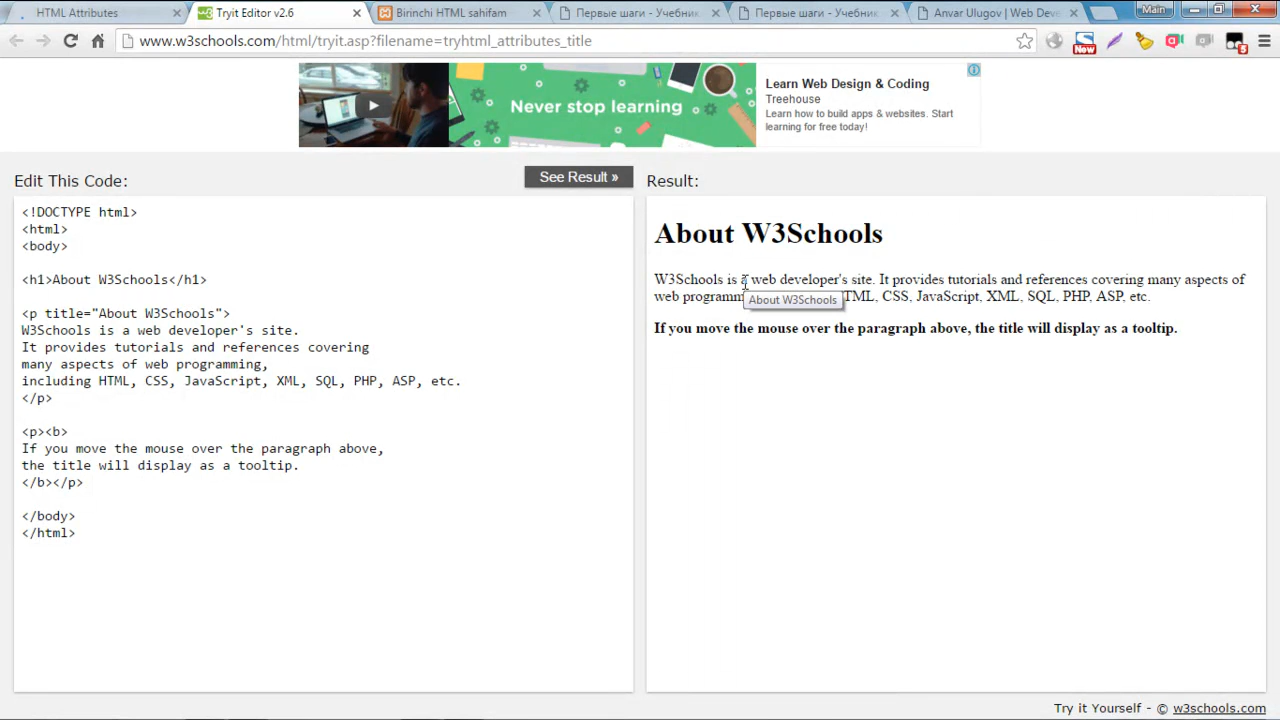 HTML Attributes
Tryit Editor v2.6
Birinchi HTML sahifam
Первые шаги - Учебник
Первые шаги - Учебник
Anvar Ulugov | Web Deve
Main
www.w3schools.com/html/tryit.asp?filename=tryhtml_attributes_title
New
5
Never stop learning
Learn Web Design & Coding
Treehouse
Learn how to build apps & websites. Start
learning for free today!
Edit This Code:
See Result »
Result:
<!DOCTYPE html>
<html>
<body>
<h1>About W3Schools</h1>
<p title="About W3Schools">
W3Schools is a web developer's site.
It provides tutorials and references covering
many aspects of web programming,
including HTML, CSS, JavaScript, XML, SQL, PHP, ASP, etc.
</p>
<p><b>
If you move the mouse over the paragraph above,
the title will display as a tooltip.
</b></p>
</body>
</html>
About W3Schools
W3Schools is a web developer's site. It provides tutorials and references covering many aspects of
web programm TML, CSS, JavaScript, XML, SQL, PHP, ASP, etc.
About W3Schools
If you move the mouse over the paragraph above, the title will display as a tooltip.
Try it Yourself - © w3schools.com